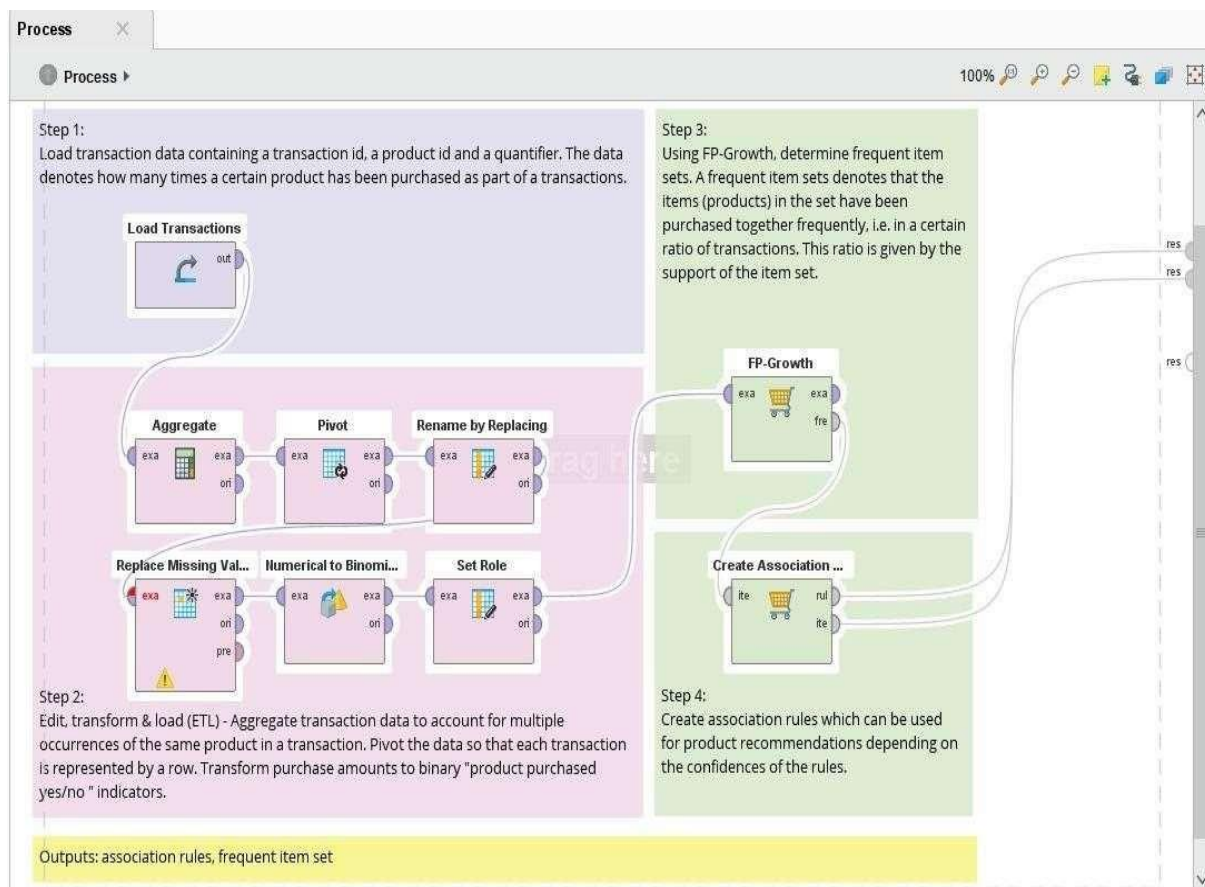 Process
Process
100%
Step 1:
Load transaction data containing a transaction id, a product id and a quantifier. The data
denotes how many times a certain product has been purchased as part of a transactions.
Load Transactions
out
Aggregate
exa exa
ori
Pivot
exa exa
ori
Rename by Replacing
exa exa
ori
Replace Missing Val...
exa exa
ori
pre
Numerical to Binomi...
exa exa
ori
Set Role
exa exa
ori
Step 2:
Edit, transform & load (ETL) - Aggregate transaction data to account for multiple
occurrences of the same product in a transaction. Pivot the data so that each transaction
is represented by a row. Transform purchase amounts to binary "product purchased
yes/no " indicators.
Step 3:
Using FP-Growth, determine frequent item
sets. A frequent item sets denotes that the
items (products) in the set have been
purchased together frequently, i.e. in a certain
ratio of transactions. This ratio is given by the
support of the item set.
FP-Growth
exa exa
fre
rag here
Create Association ...
ite rul
ite
Step 4:
Create association rules which can be used
for product recommendations depending on
the confidences of the rules.
res
res
res
Outputs: association rules, frequent item set